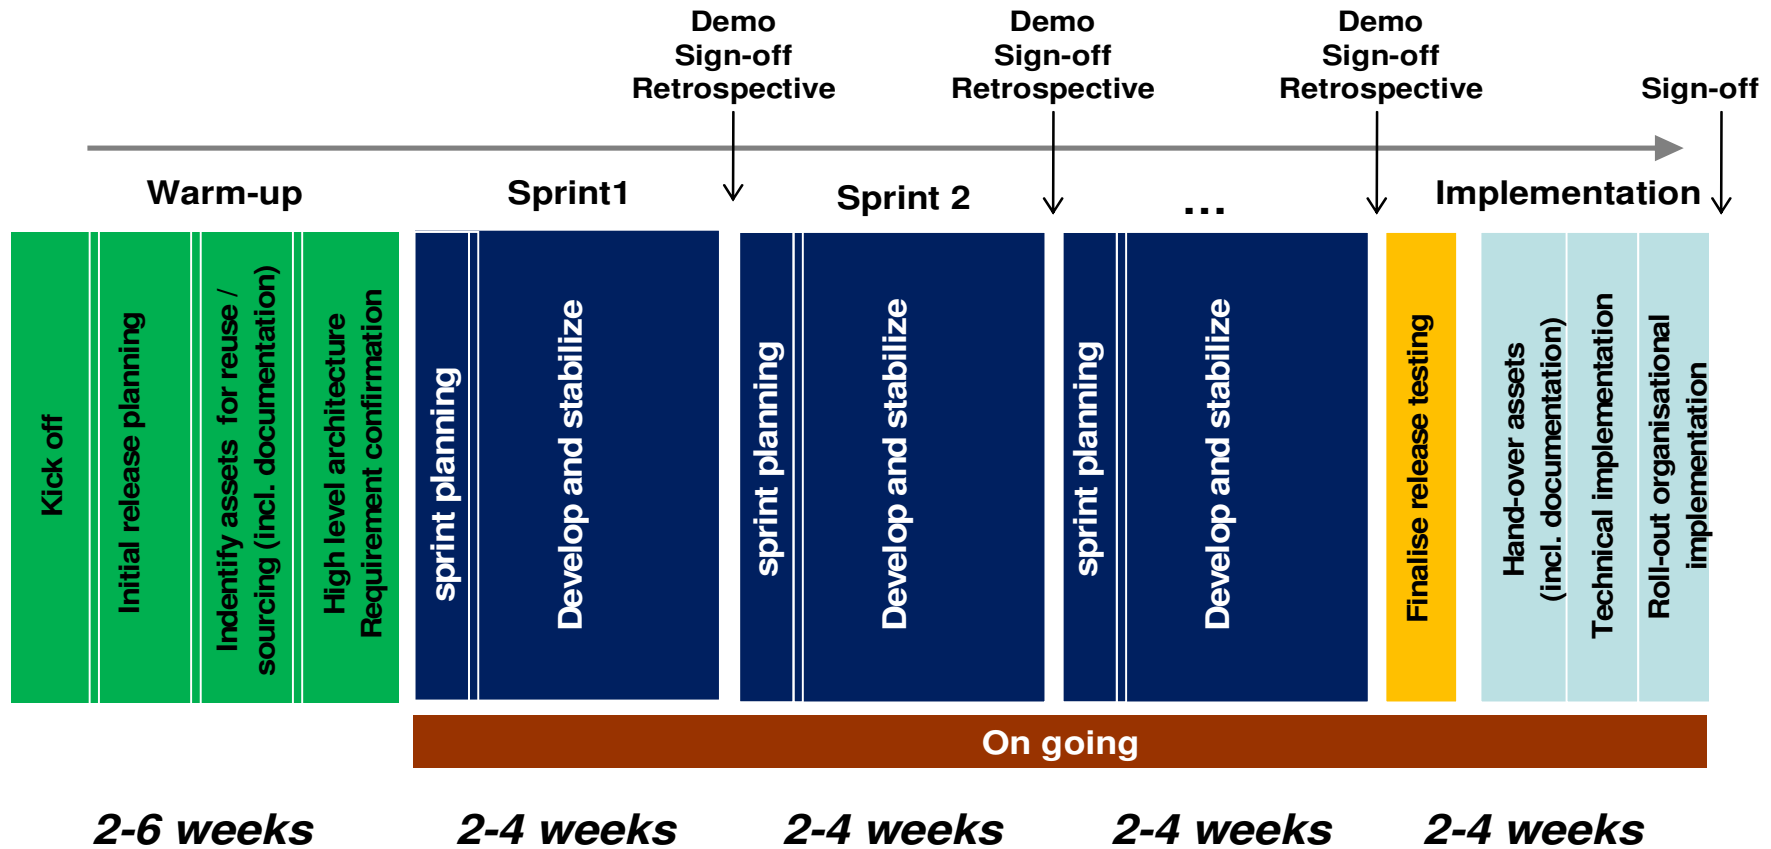 Demo
Sign-off
Retrospective
Demo
Sign-off
Retrospective
Demo
Sign-off
Retrospective
Sign-off
Warm-up
Sprint1
Sprint 2
...
Implementation
Kick off
Initial release planning
Indentify assets for reuse /
sourcing (incl. documentation)
High level architecture
Requirement confirmation
sprint planning
Develop and stabilize
sprint planning
Develop and stabilize
sprint planning
Develop and stabilize
Finalise release testing
Hand-over assets
(incl. documentation)
Technical implementation
Roll-out organisational
implementation
On going
2-6 weeks
2-4 weeks
2-4 weeks
2-4 weeks
2-4 weeks